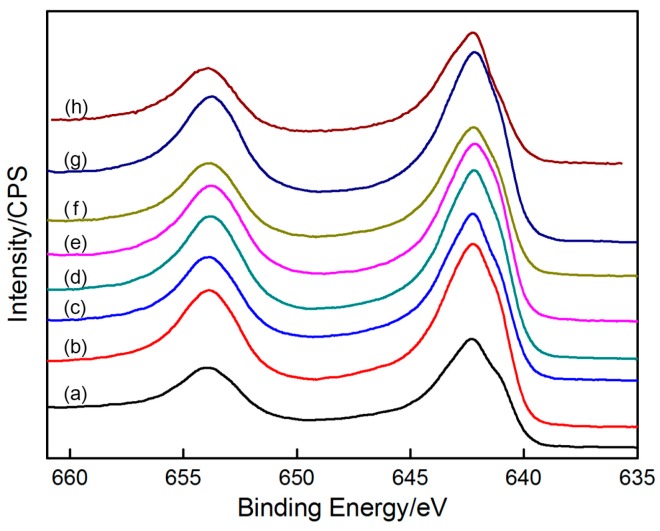 (h)
(g)
(f)
(e)
(d)
(c)
(b)
(a)
Intensity/CPS
660 655 650 645 640 635
Binding Energy/eV